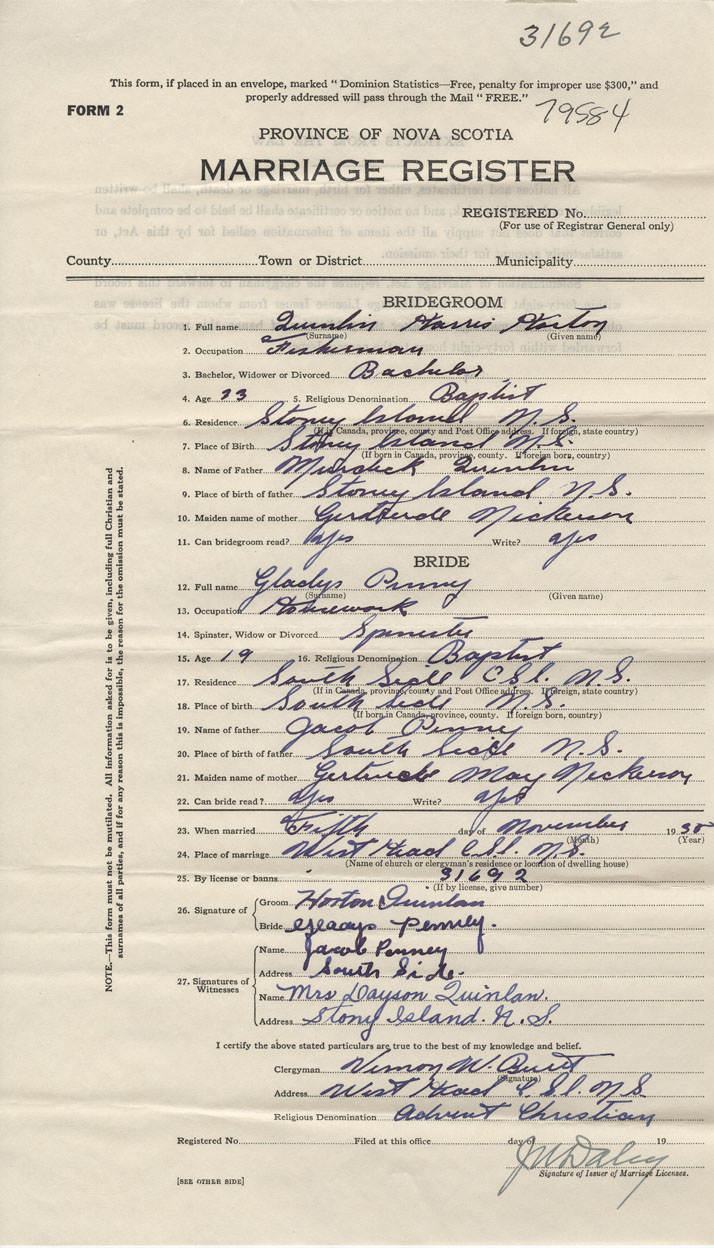 31692
This form, if placed in an envelope, marked " Dominion Statistics—Free, penalty for improper use $300," and
properly addressed will pass through the Mail " FREE."
79584
FORM 2
PROVINCE OF NOVA SCOTIA
MARRIAGE REGISTER
REGISTERED No.
(For use of Registrar General only)
County Town or District Municipality
BRIDEGROOM
1. Full name Quinlin Harris Horton
(Surname) (Given name)
2. Occupation Fisherman
3. Bachelor, Widower or Divorced Bachelor
4. Age 23 5. Religious Denomination Baptist
6. Residence Stoney Island N.S.
(If in Canada, province, county and Post Office address. If foreign, state country)
7. Place of Birth Stoney Island N.S.
(If born in Canada, province, county. If foreign born, country)
8. Name of Father Murdick Quinlin
9. Place of birth of father Stoney Island N.S.
10. Maiden name of mother Gertrude Nickerson
11. Can bridegroom read? yes Write? yes
BRIDE
12. Full name Gladys Penney
(Surname) (Given name)
13. Occupation Housework
14. Spinster, Widow or Divorced Spinster
15. Age 19 16. Religious Denomination Baptist
17. Residence South Side C.S.I. N.S.
(If in Canada, province, county and Post Office address. If foreign, state country)
18. Place of birth South Side N.S.
(If born in Canada, province, county. If foreign born, country)
19. Name of father Jacob Penney
20. Place of birth of father South Side N.S.
21. Maiden name of mother Gertrude May Nickerson
22. Can bride read? yes Write? yes
23. When married Fifth day of November 1930
(Month) (Year)
24. Place of marriage West Head C.S.I. N.S.
(Name of church or clergyman's residence or location of dwelling house)
25. By license or banns 31692
(If by license, give number)
26. Signature of Groom Horton Quinlan
Bride Gladys Penney.
27. Signatures of Witnesses Name Jacob Penney
Address South Side.
Name Mrs Dayson Quinlan.
Address Stony Island. N.S.
I certify the above stated particulars are true to the best of my knowledge and belief.
Clergyman Vernon W. Burtt
(Signature)
Address West Head C.S.I. N.S.
Religious Denomination Advent Christian
Registered No. Filed at this office day of 19
Signature of Issuer of Marriage Licenses.
[SEE OTHER SIDE]
NOTE.—This form must not be mutilated. All information asked for is to be given, including full Christian and
surnames of all parties, and if for any reason this is impossible, the reason for the omission must be stated.